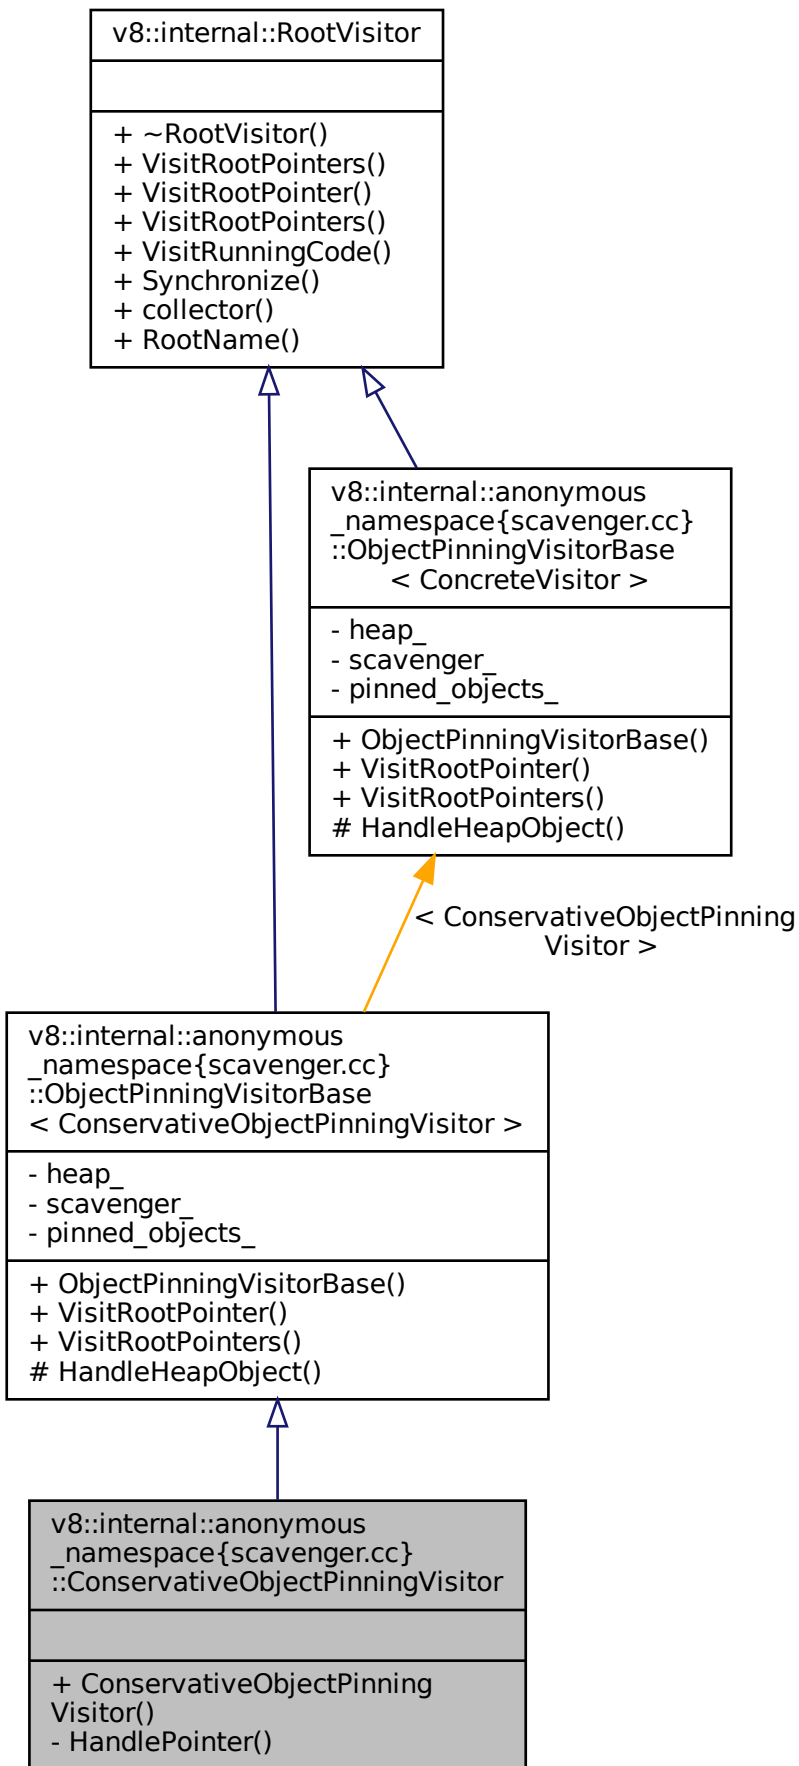 v8::internal::RootVisitor
+ ~RootVisitor()
+ VisitRootPointers()
+ VisitRootPointer()
+ VisitRootPointers()
+ VisitRunningCode()
+ Synchronize()
+ collector()
+ RootName()
v8::internal::anonymous
_namespace{scavenger.cc}
::ObjectPinningVisitorBase
< ConcreteVisitor >
- heap_
- scavenger_
- pinned_objects_
+ ObjectPinningVisitorBase()
+ VisitRootPointer()
+ VisitRootPointers()
# HandleHeapObject()
< ConservativeObjectPinning
Visitor >
v8::internal::anonymous
_namespace{scavenger.cc}
::ObjectPinningVisitorBase
< ConservativeObjectPinningVisitor >
- heap_
- scavenger_
- pinned_objects_
+ ObjectPinningVisitorBase()
+ VisitRootPointer()
+ VisitRootPointers()
# HandleHeapObject()
v8::internal::anonymous
_namespace{scavenger.cc}
::ConservativeObjectPinningVisitor
+ ConservativeObjectPinning
Visitor()
- HandlePointer()